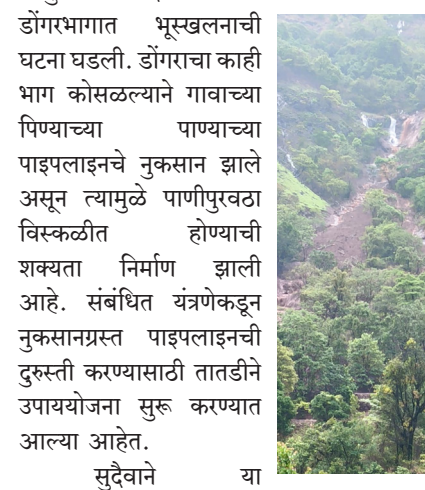 डोंगरभागात भूस्खलनाची
घटना घडली. डोंगराचा काही
भाग कोसळल्याने गावाच्या
पिण्याच्या पाण्याच्या
पाइपलाइनचे नुकसान झाले
असून त्यामुळे पाणीपुरवठा
विस्कळीत होण्याची
शक्यता निर्माण झाली
आहे. संबंधित यंत्रणेकडून
नुकसानग्रस्त पाइपलाइनची
दुरुस्ती करण्यासाठी तातडीने
उपाययोजना सुरू करण्यात
आल्या आहेत.
सुदैवाने या